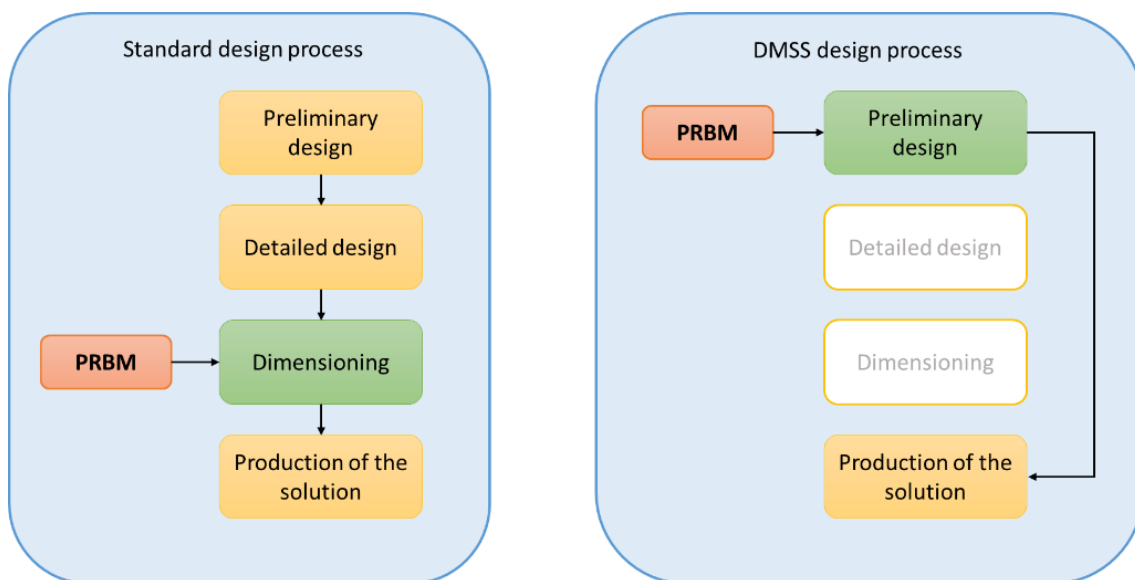 Standard design process
Preliminary
design
Detailed design
PRBM
Dimensioning
Production of the
solution
DMSS design process
PRBM
Preliminary
design
Detailed design
Dimensioning
Production of the
solution